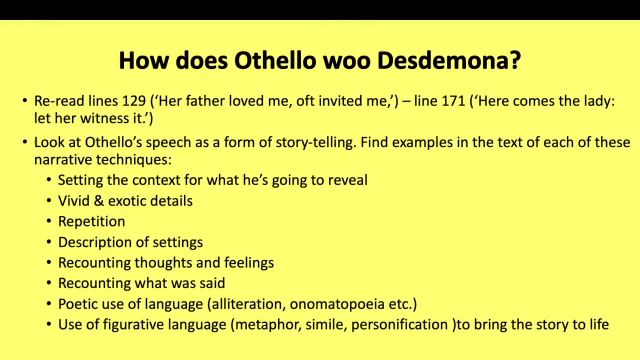 How does Othello woo Desdemona?
• Re-read lines 129 (‘Her father loved me, oft invited me,’) – line 171 (‘Here comes the lady:
let her witness it.’)
• Look at Othello’s speech as a form of story-telling. Find examples in the text of each of these
narrative techniques:
• Setting the context for what he’s going to reveal
• Vivid & exotic details
• Repetition
• Description of settings
• Recounting thoughts and feelings
• Recounting what was said
• Poetic use of language (alliteration, onomatopoeia etc.)
• Use of figurative language (metaphor, simile, personification )to bring the story to life